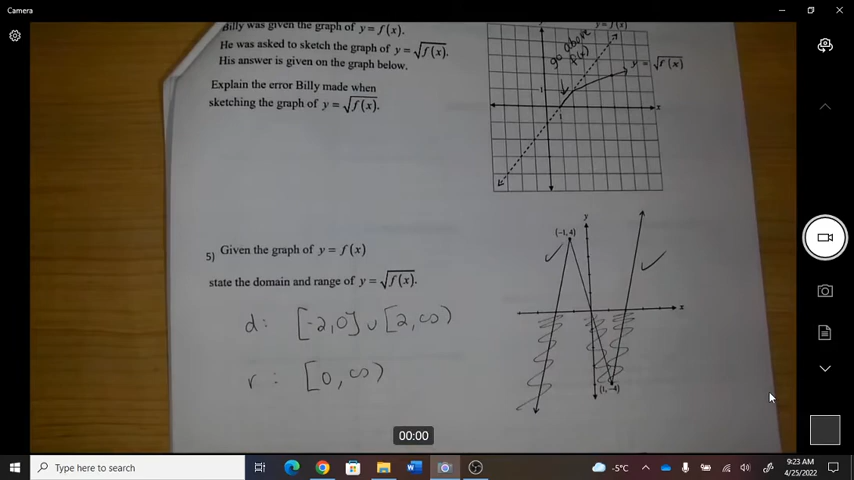 Camera
Billy was given the graph of y = f(x).
He was asked to sketch the graph of y = √f(x).
His answer is given on the graph below.
Explain the error Billy made when
sketching the graph of y = √f(x).
go above
f(x)
y = f(x)
y = √f(x)
1
x
1
5) Given the graph of y = f(x)
state the domain and range of y = √f(x).
d: [-2,0] ∪ [2,∞)
r: [0,∞)
y
(-1,4)
x
(1,-4)
00:00
Type here to search
-5°C
9:23 AM
4/25/2022